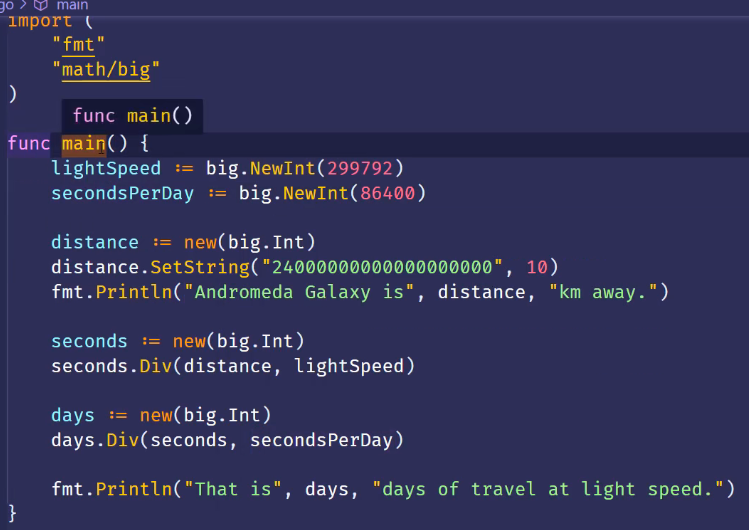 go > main
import (
"fmt"
"math/big"
)
func main()
func main() {
lightSpeed := big.NewInt(299792)
secondsPerDay := big.NewInt(86400)
distance := new(big.Int)
distance.SetString("24000000000000000000", 10)
fmt.Println("Andromeda Galaxy is", distance, "km away.")
seconds := new(big.Int)
seconds.Div(distance, lightSpeed)
days := new(big.Int)
days.Div(seconds, secondsPerDay)
fmt.Println("That is", days, "days of travel at light speed.")
}